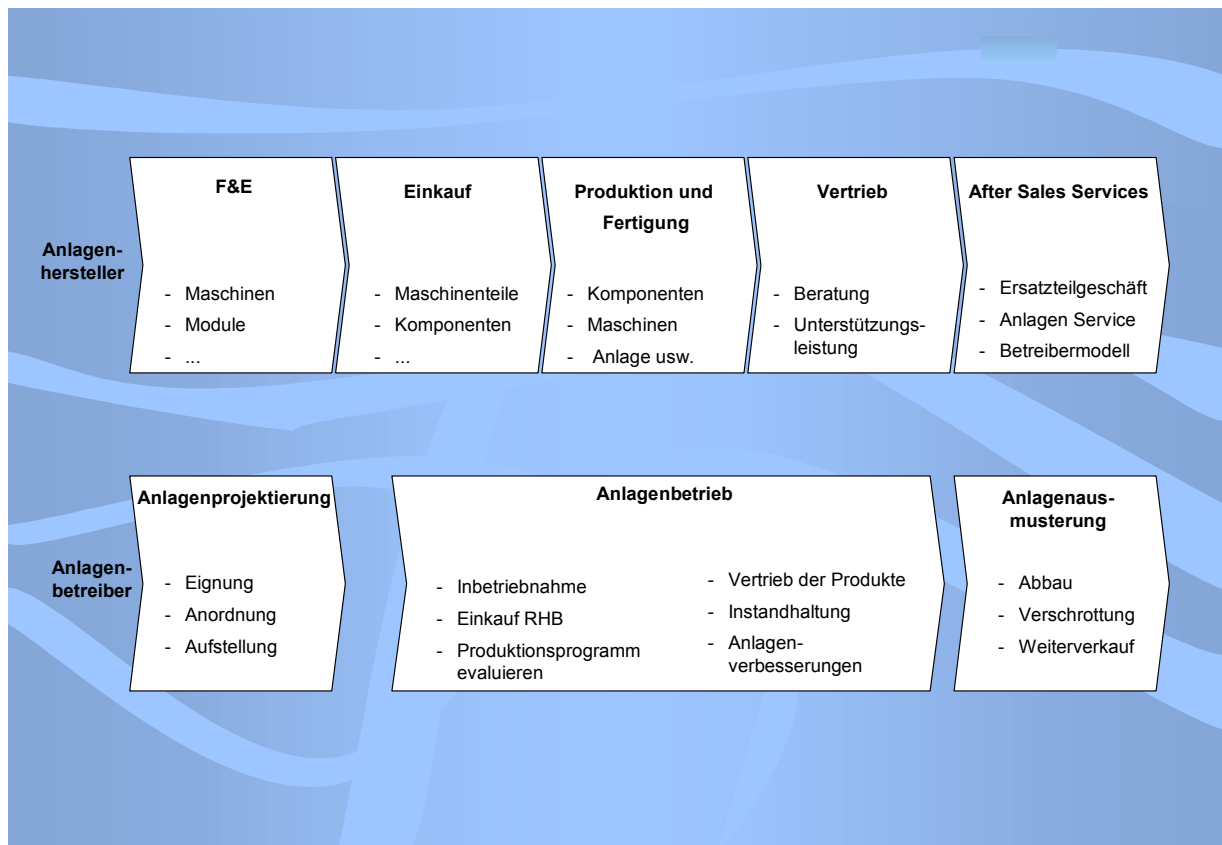 Anlagen-
hersteller
F&E
- Maschinen
- Module
- ...
Einkauf
- Maschinenteile
- Komponenten
- ...
Produktion und
Fertigung
- Komponenten
- Maschinen
- Anlage usw.
Vertrieb
- Beratung
- Unterstützungs-
leistung
After Sales Services
- Ersatzteilgeschäft
- Anlagen Service
- Betreibermodell
Anlagen-
betreiber
Anlagenprojektierung
- Eignung
- Anordnung
- Aufstellung
Anlagenbetrieb
- Inbetriebnahme
- Einkauf RHB
- Produktionsprogramm
evaluieren
- Vertrieb der Produkte
- Instandhaltung
- Anlagen-
verbesserungen
Anlagenaus-
musterung
- Abbau
- Verschrottung
- Weiterverkauf